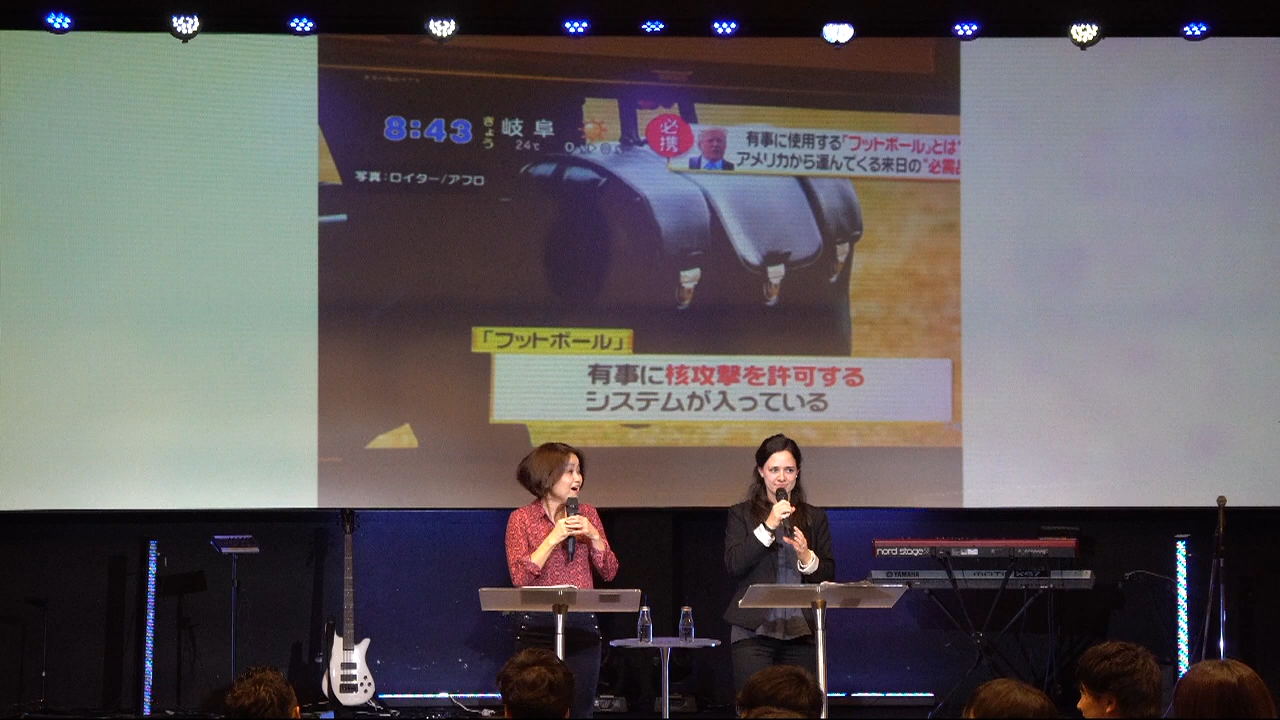 8:43
きょう
岐阜
24℃
必携
有事に使用する「フットボール」とは"
アメリカから運んでくる来日の"必需品
写真:ロイター/アフロ
「フットボール」
有事に核攻撃を許可する
システムが入っている
nord stage
YAMAHA